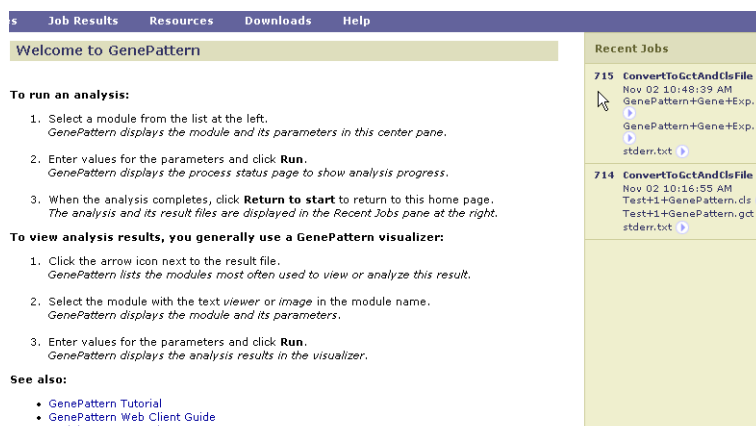 s Job Results Resources Downloads Help
Welcome to GenePattern
To run an analysis:
1. Select a module from the list at the left.
GenePattern displays the module and its parameters in this center pane.
2. Enter values for the parameters and click Run.
GenePattern displays the process status page to show analysis progress.
3. When the analysis completes, click Return to start to return to this home page.
The analysis and its result files are displayed in the Recent Jobs pane at the right.
To view analysis results, you generally use a GenePattern visualizer:
1. Click the arrow icon next to the result file.
GenePattern lists the modules most often used to view or analyze this result.
2. Select the module with the text viewer or image in the module name.
GenePattern displays the module and its parameters.
3. Enter values for the parameters and click Run.
GenePattern displays the analysis results in the visualizer.
See also:
• GenePattern Tutorial
• GenePattern Web Client Guide
Recent Jobs
715 ConvertToGctAndClsFile
Nov 02 10:48:39 AM
GenePattern+Gene+Exp.
GenePattern+Gene+Exp.
stderr.txt
714 ConvertToGctAndClsFile
Nov 02 10:16:55 AM
Test+1+GenePattern.cls
Test+1+GenePattern.gct
stderr.txt